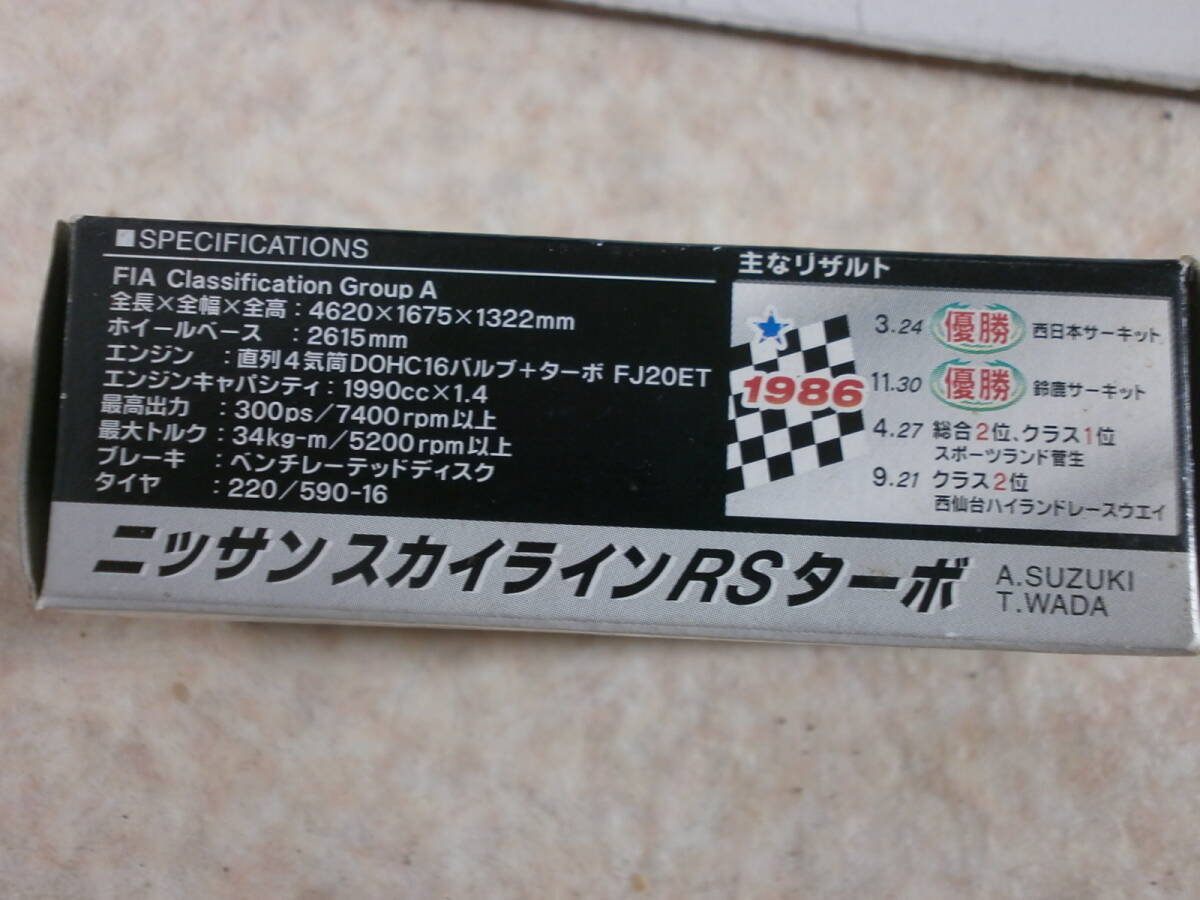 ■SPECIFICATIONS
FIA Classification Group A
全長×全幅×全高：4620×1675×1322mm
ホイールベース ：2615mm
エンジン ：直列4気筒DOHC16バルブ＋ターボ FJ20ET
エンジンキャパシティ：1990cc×1.4
最高出力 ：300ps/7400rpm以上
最大トルク：34kg-m/5200rpm以上
ブレーキ ：ベンチレーテッドディスク
タイヤ ：220/590-16
主なリザルト
1986
3.24 優勝 西日本サーキット
11.30 優勝 鈴鹿サーキット
4.27 総合2位、クラス1位
スポーツランド菅生
9.21 クラス2位
西仙台ハイランドレースウエイ
ニッサン スカイラインRSターボ
A.SUZUKI
T.WADA